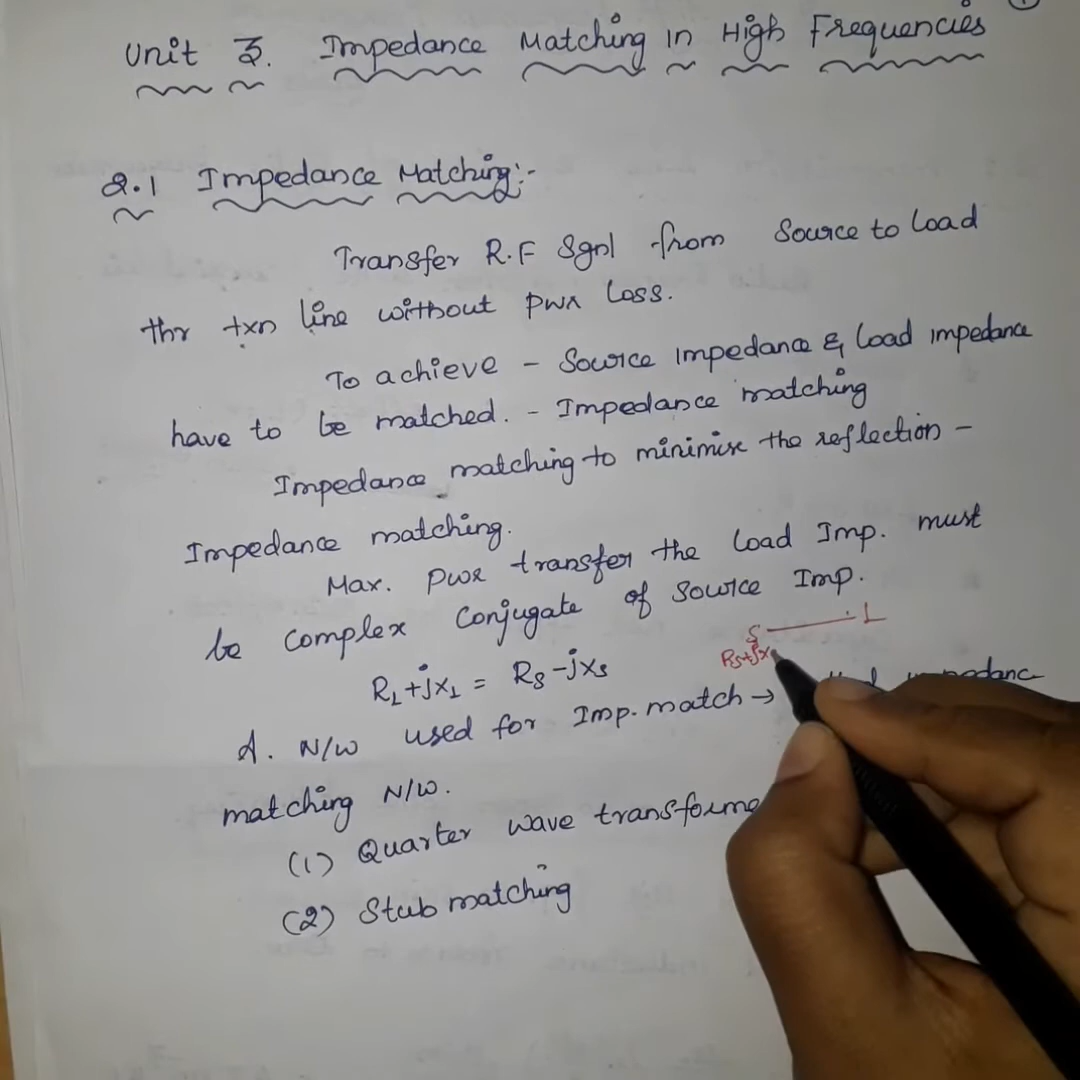 Unit 3. Impedance Matching in High Frequencies
2.1 Impedance Matching:-
Transfer R.F Sgnl from Source to load
thr txn line without pwr loss.
To achieve - Source impedance & load impedance
have to be matched. - Impedance matching
Impedance matching to minimise the reflection -
Impedance matching.
Max. pwr transfer the load Imp. must
be complex conjugate of source Imp.
S L
Rs+jx
RL+jXL = Rs-jxs
A. N/W used for Imp. match → impedanc
matching N/W.
(1) Quarter wave transforme
(2) Stub matching